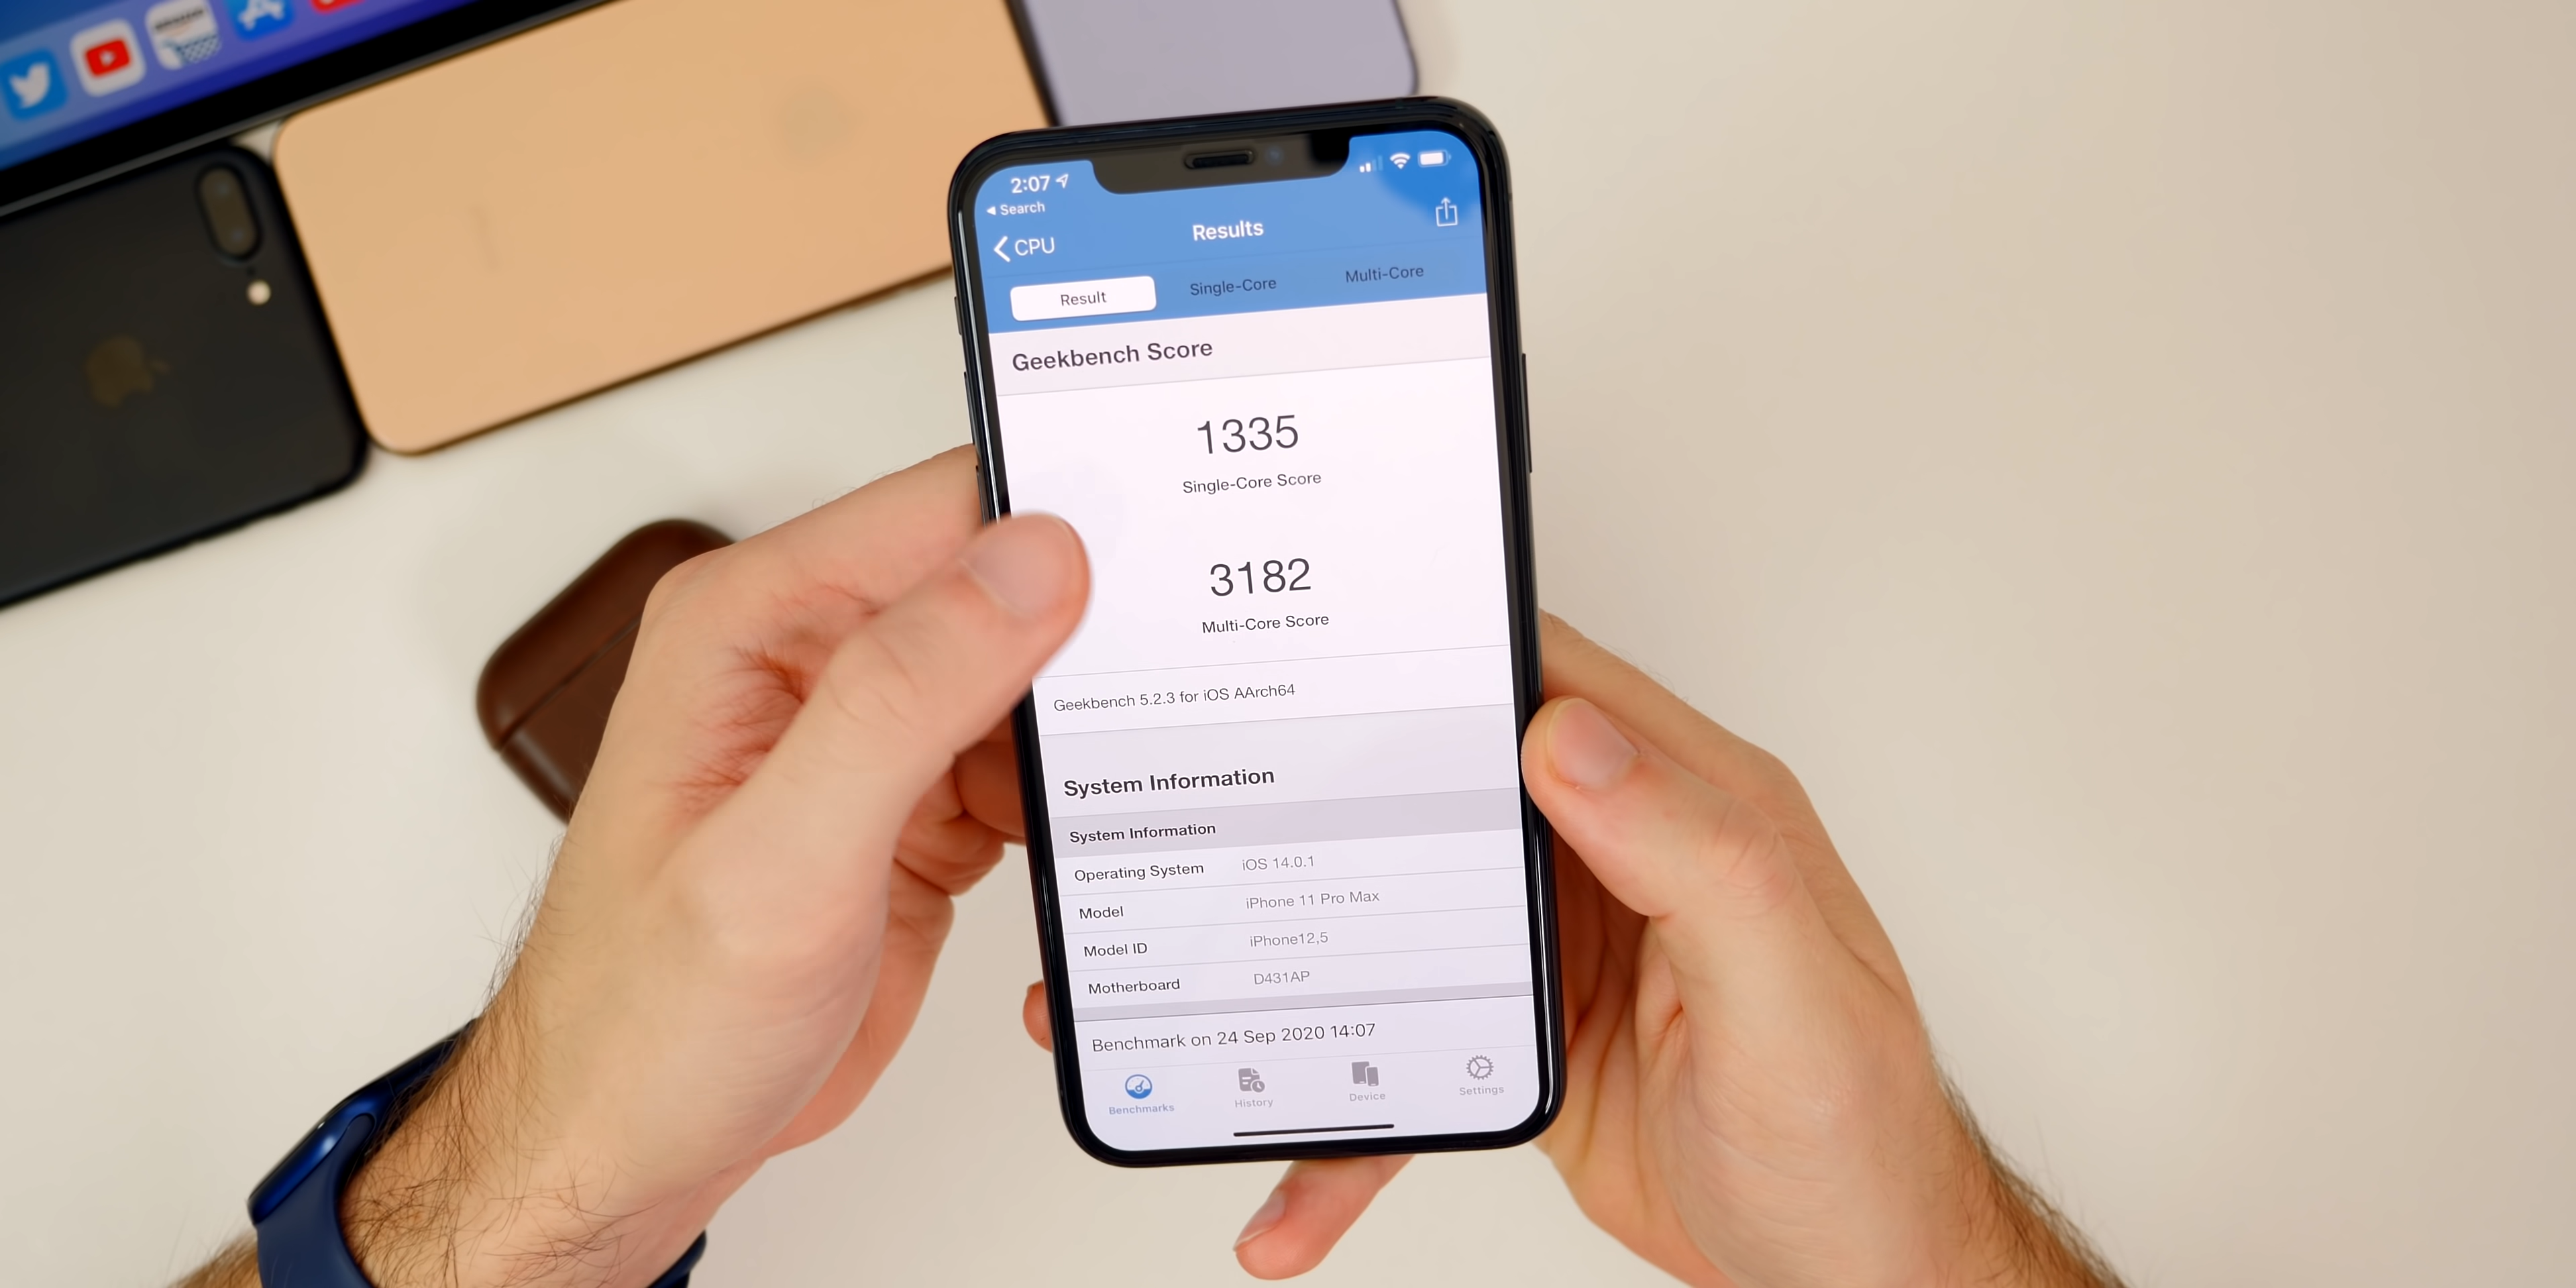 2:07
Search
CPU
Results
Result
Single-Core
Multi-Core
Geekbench Score
1335
Single-Core Score
3182
Multi-Core Score
Geekbench 5.2.3 for iOS AArch64
System Information
System Information
Operating System iOS 14.0.1
Model iPhone 11 Pro Max
Model ID iPhone12,5
Motherboard D431AP
Benchmark on 24 Sep 2020 14:07
Benchmarks
History
Device
Settings